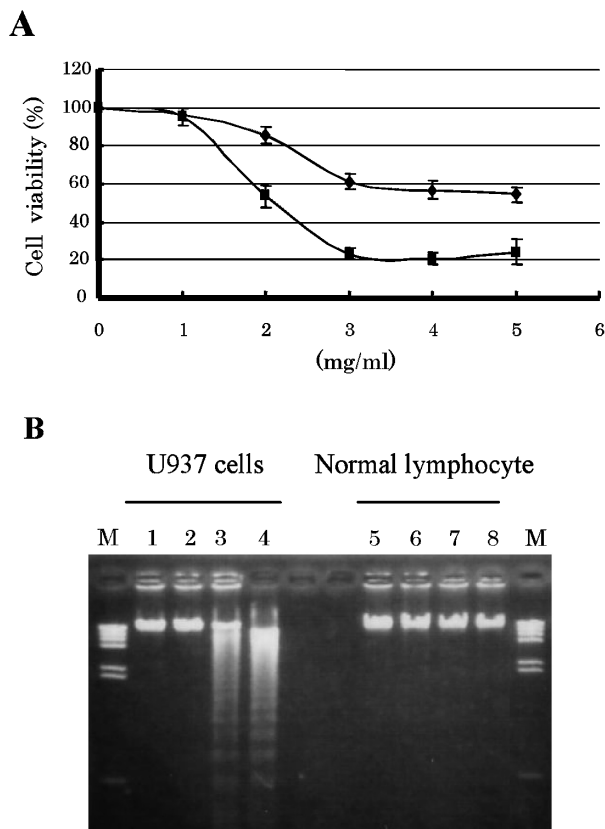 A
120
100
80
60
40
20
0
Cell viability (%)
0 1 2 3 4 5 6
(mg/ml)
B
U937 cells Normal lymphocyte
M 1 2 3 4 5 6 7 8 M